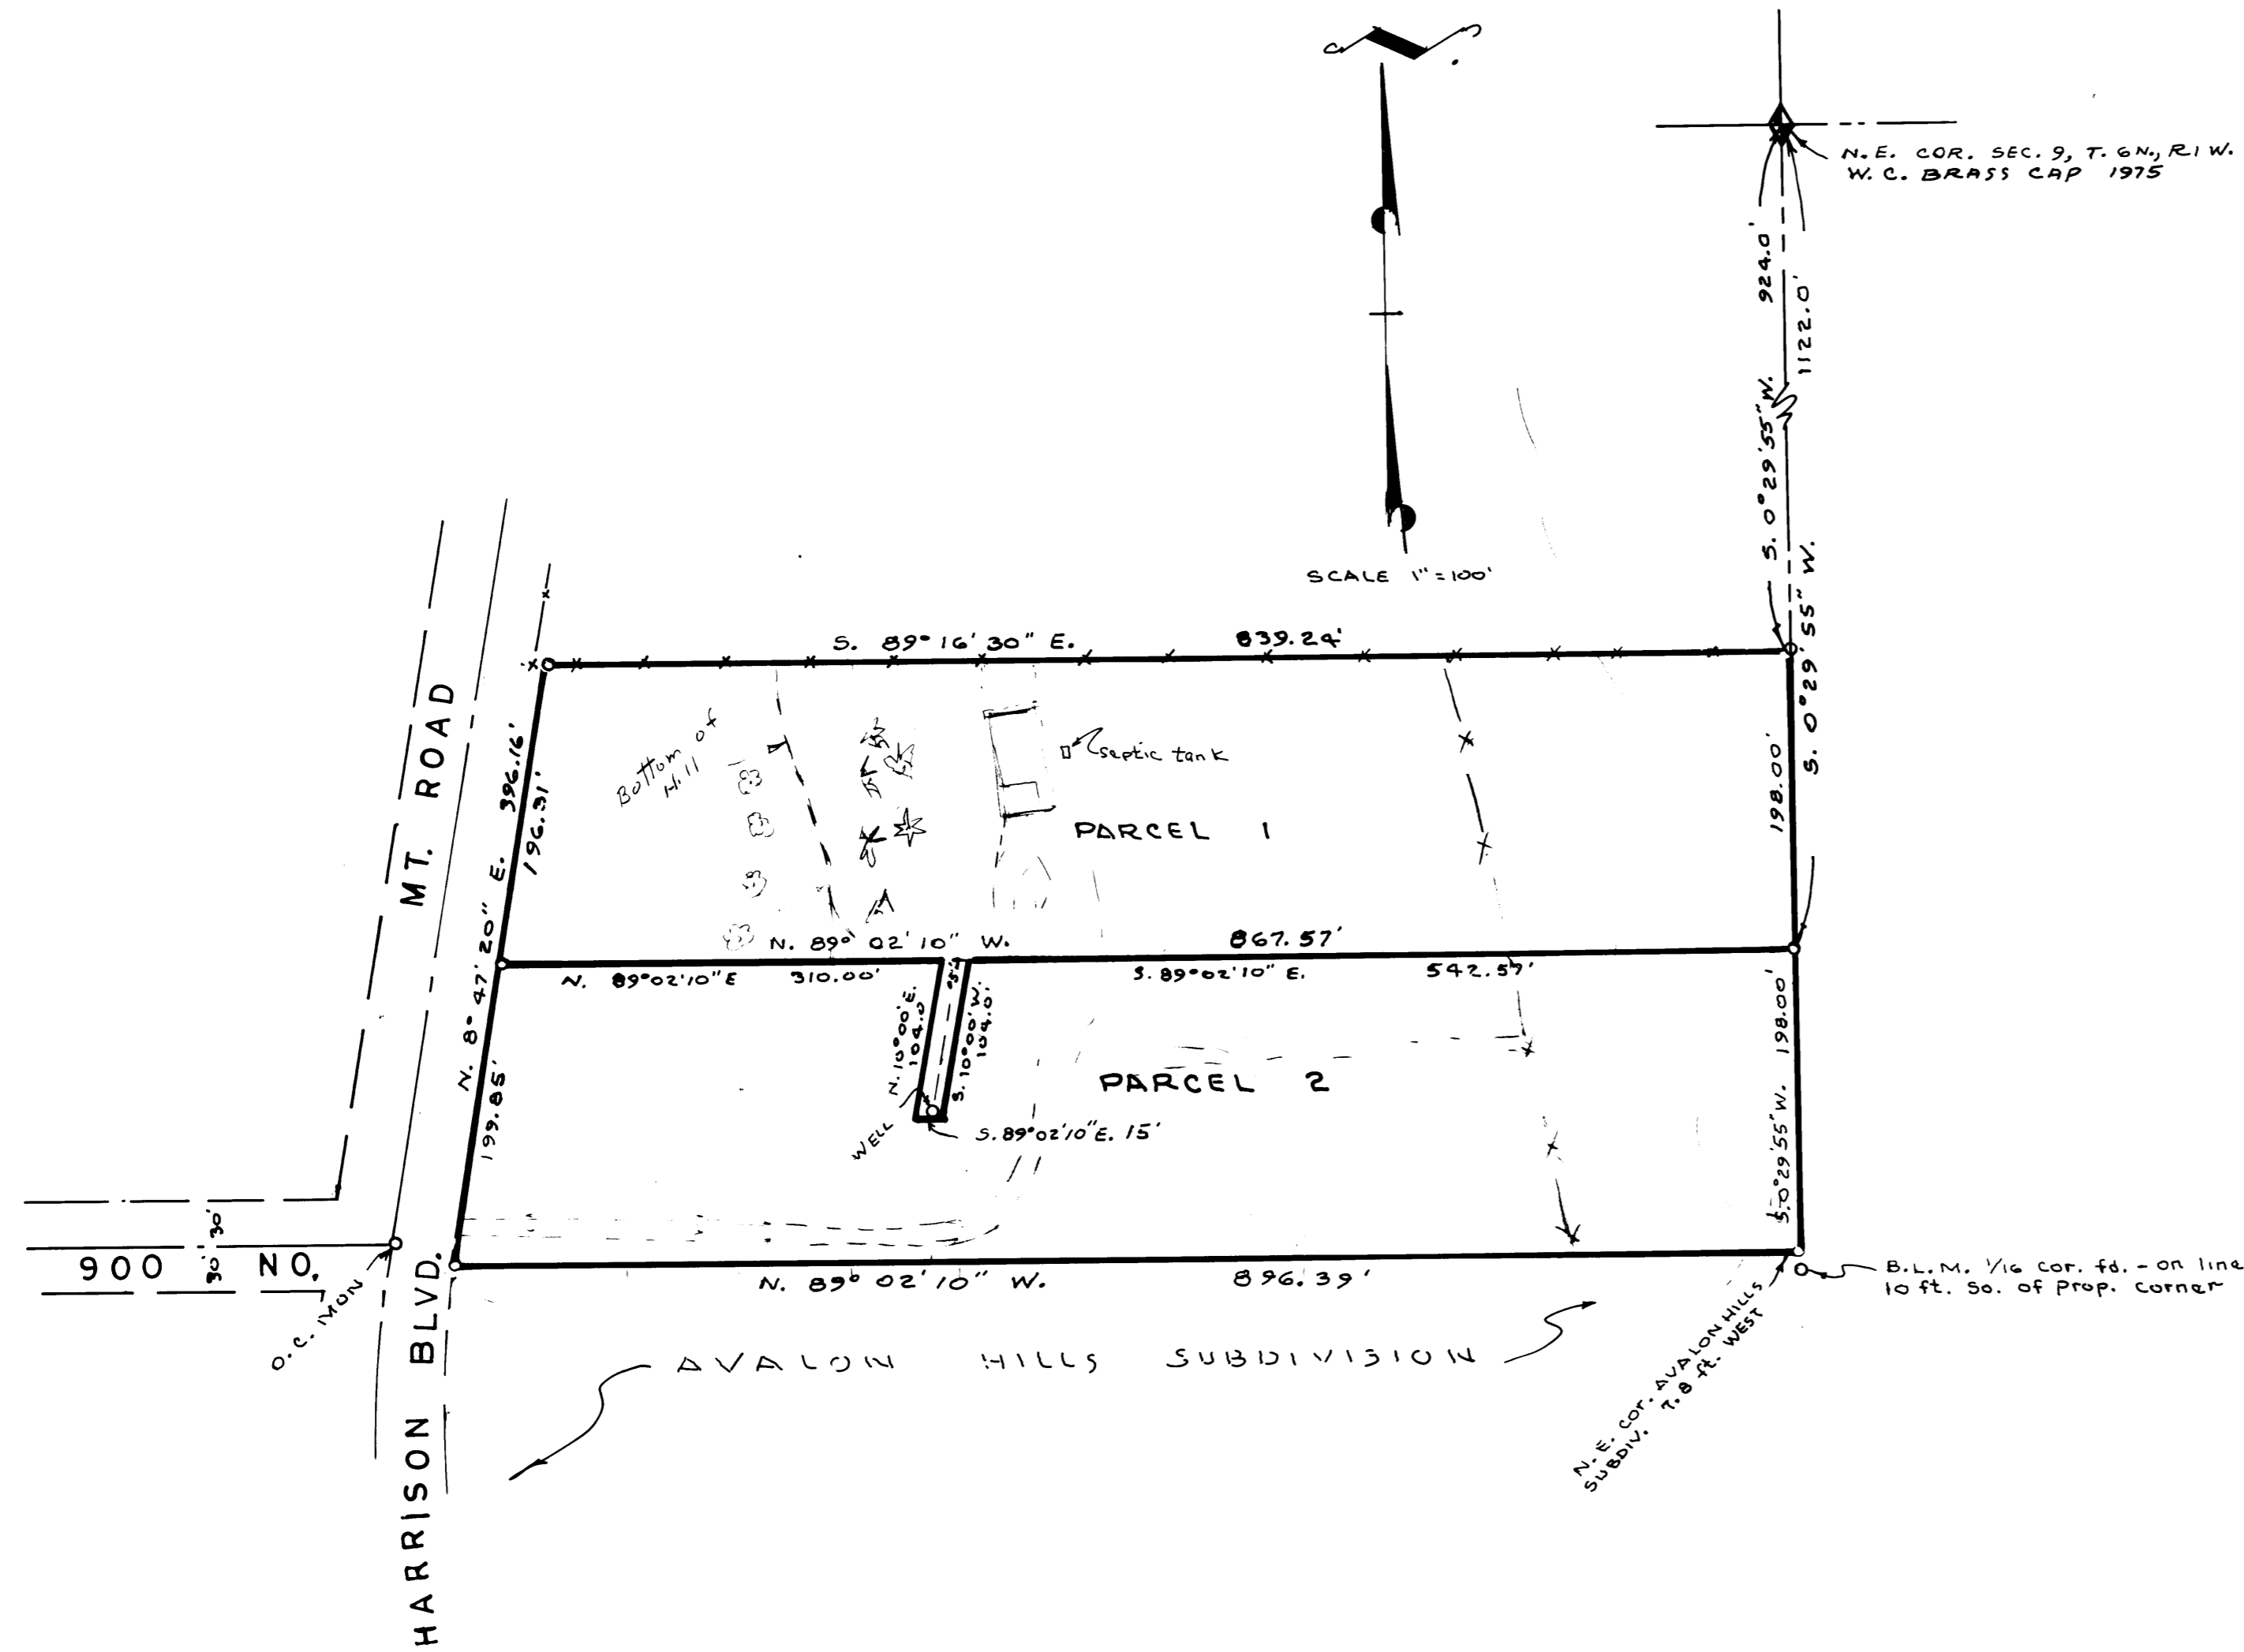 N.E. COR. SEC. 9, T. 6N., R1W.
W.C. BRASS CAP 1975
924.0'
1122.0'
S. 0°29'55" W.
S. 0°29'55" W.
SCALE 1"=100'
S. 89°16'30" E. 839.24'
MT. ROAD
396.16'
196.31'
N. 8°47'20" E.
Bottom of
Hill
septic tank
PARCEL 1
198.00'
N. 89° 02'10" W. 867.57'
N. 89°02'10"E 310.00'
15'
S. 89°02'10" E. 542.57'
N. 10°00'E.
104.0'
S. 10°00'W.
104.0'
199.85'
PARCEL 2
WELL
S. 89°02'10"E. 15'
S. 0°29'55"W. 198.00'
30'
30'
900 NO.
O.C. MON
HARRISON BLVD.
N. 89° 02'10" W. 896.39'
B.L.M. 1/16 cor. fd. - on line
10 ft. So. of Prop. corner
AVALON HILLS SUBDIVISION
N.E. Cor. AVALON HILLS
SUBDIV. 7.8 ft. WEST